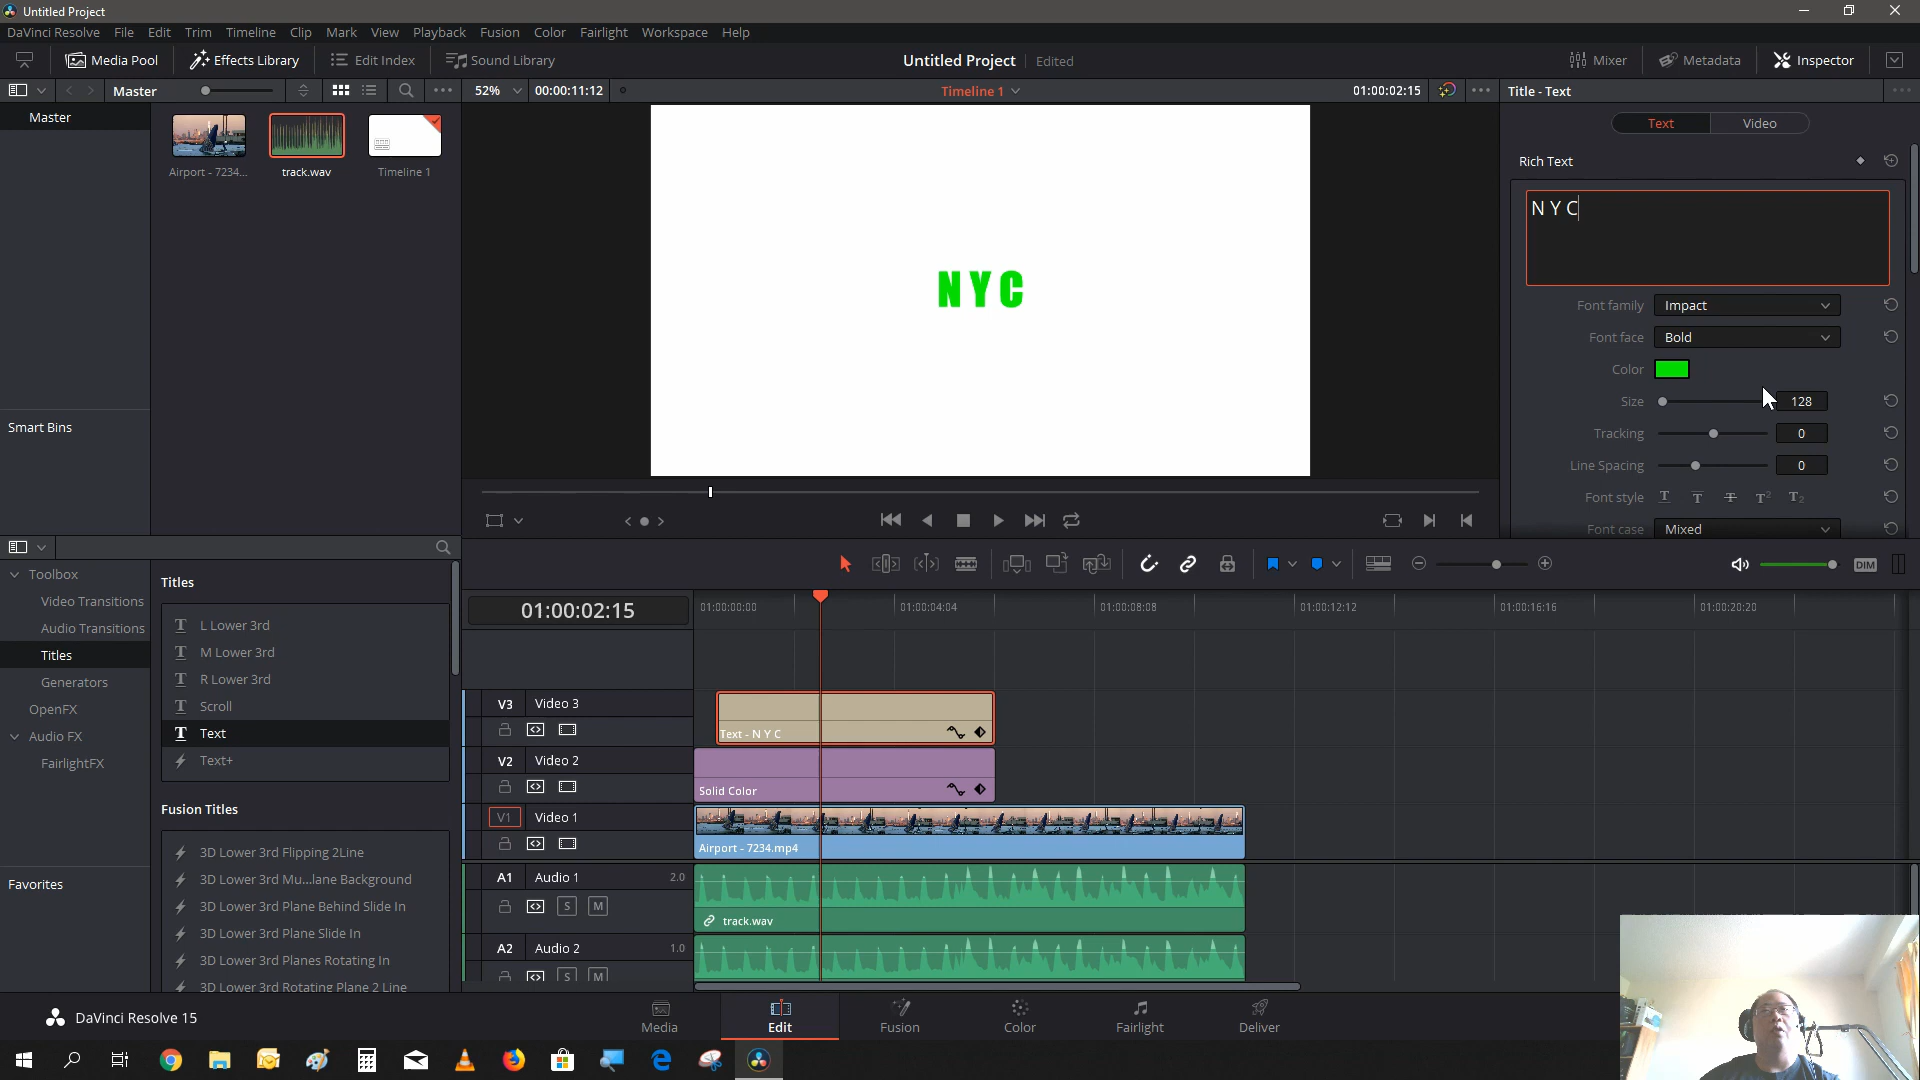 Untitled Project
DaVinci Resolve File Edit Trim Timeline Clip Mark View Playback Fusion Color Fairlight Workspace Help
Media Pool Effects Library Edit Index Sound Library Untitled Project Edited Mixer Metadata Inspector
Master 52% 00:00:11:12 Timeline 1 01:00:02:15 Title - Text
Master
Airport - 7234... track.wav Timeline 1
Smart Bins
N Y C
Text Video
Rich Text
N Y C
Font family Impact
Font face Bold
Color
Size 128
Tracking 0
Line Spacing 0
Font style T T T T² T₂
Font case Mixed
DIM
Toolbox
Video Transitions
Audio Transitions
Titles
Generators
OpenFX
Audio FX
FairlightFX
Favorites
Titles
T L Lower 3rd
T M Lower 3rd
T R Lower 3rd
T Scroll
T Text
Text+
Fusion Titles
3D Lower 3rd Flipping 2Line
3D Lower 3rd Mu...lane Background
3D Lower 3rd Plane Behind Slide In
3D Lower 3rd Plane Slide In
3D Lower 3rd Planes Rotating In
3D Lower 3rd Rotating Plane 2 Line
01:00:02:15
01:00:00:00 01:00:04:04 01:00:08:08 01:00:12:12 01:00:16:16 01:00:20:20
V3 Video 3
Text - N Y C
V2 Video 2
Solid Color
V1 Video 1
Airport - 7234.mp4
A1 Audio 1 2.0
S M
track.wav
A2 Audio 2 1.0
S M
DaVinci Resolve 15
Media Edit Fusion Color Fairlight Deliver